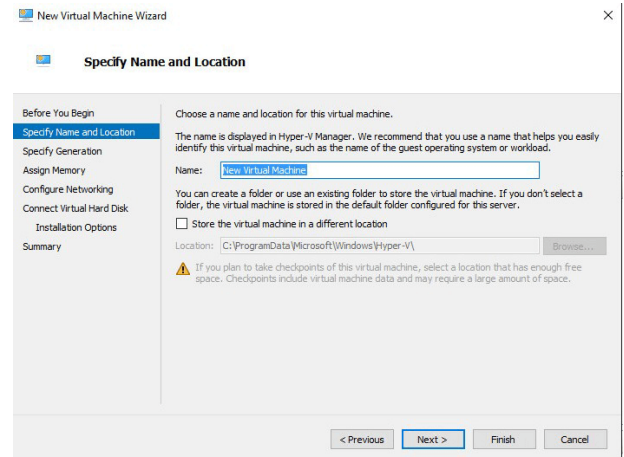 New Virtual Machine Wizard
Specify Name and Location
Before You Begin
Specify Name and Location
Specify Generation
Assign Memory
Configure Networking
Connect Virtual Hard Disk
Installation Options
Summary
Choose a name and location for this virtual machine.
The name is displayed in Hyper-V Manager. We recommend that you use a name that helps you easily
identify this virtual machine, such as the name of the guest operating system or workload.
Name: New Virtual Machine
You can create a folder or use an existing folder to store the virtual machine. If you don't select a
folder, the virtual machine is stored in the default folder configured for this server.
Store the virtual machine in a different location
Location: C:\ProgramData\Microsoft\Windows\Hyper-V\ Browse...
If you plan to take checkpoints of this virtual machine, select a location that has enough free
space. Checkpoints include virtual machine data and may require a large amount of space.
< Previous Next > Finish Cancel